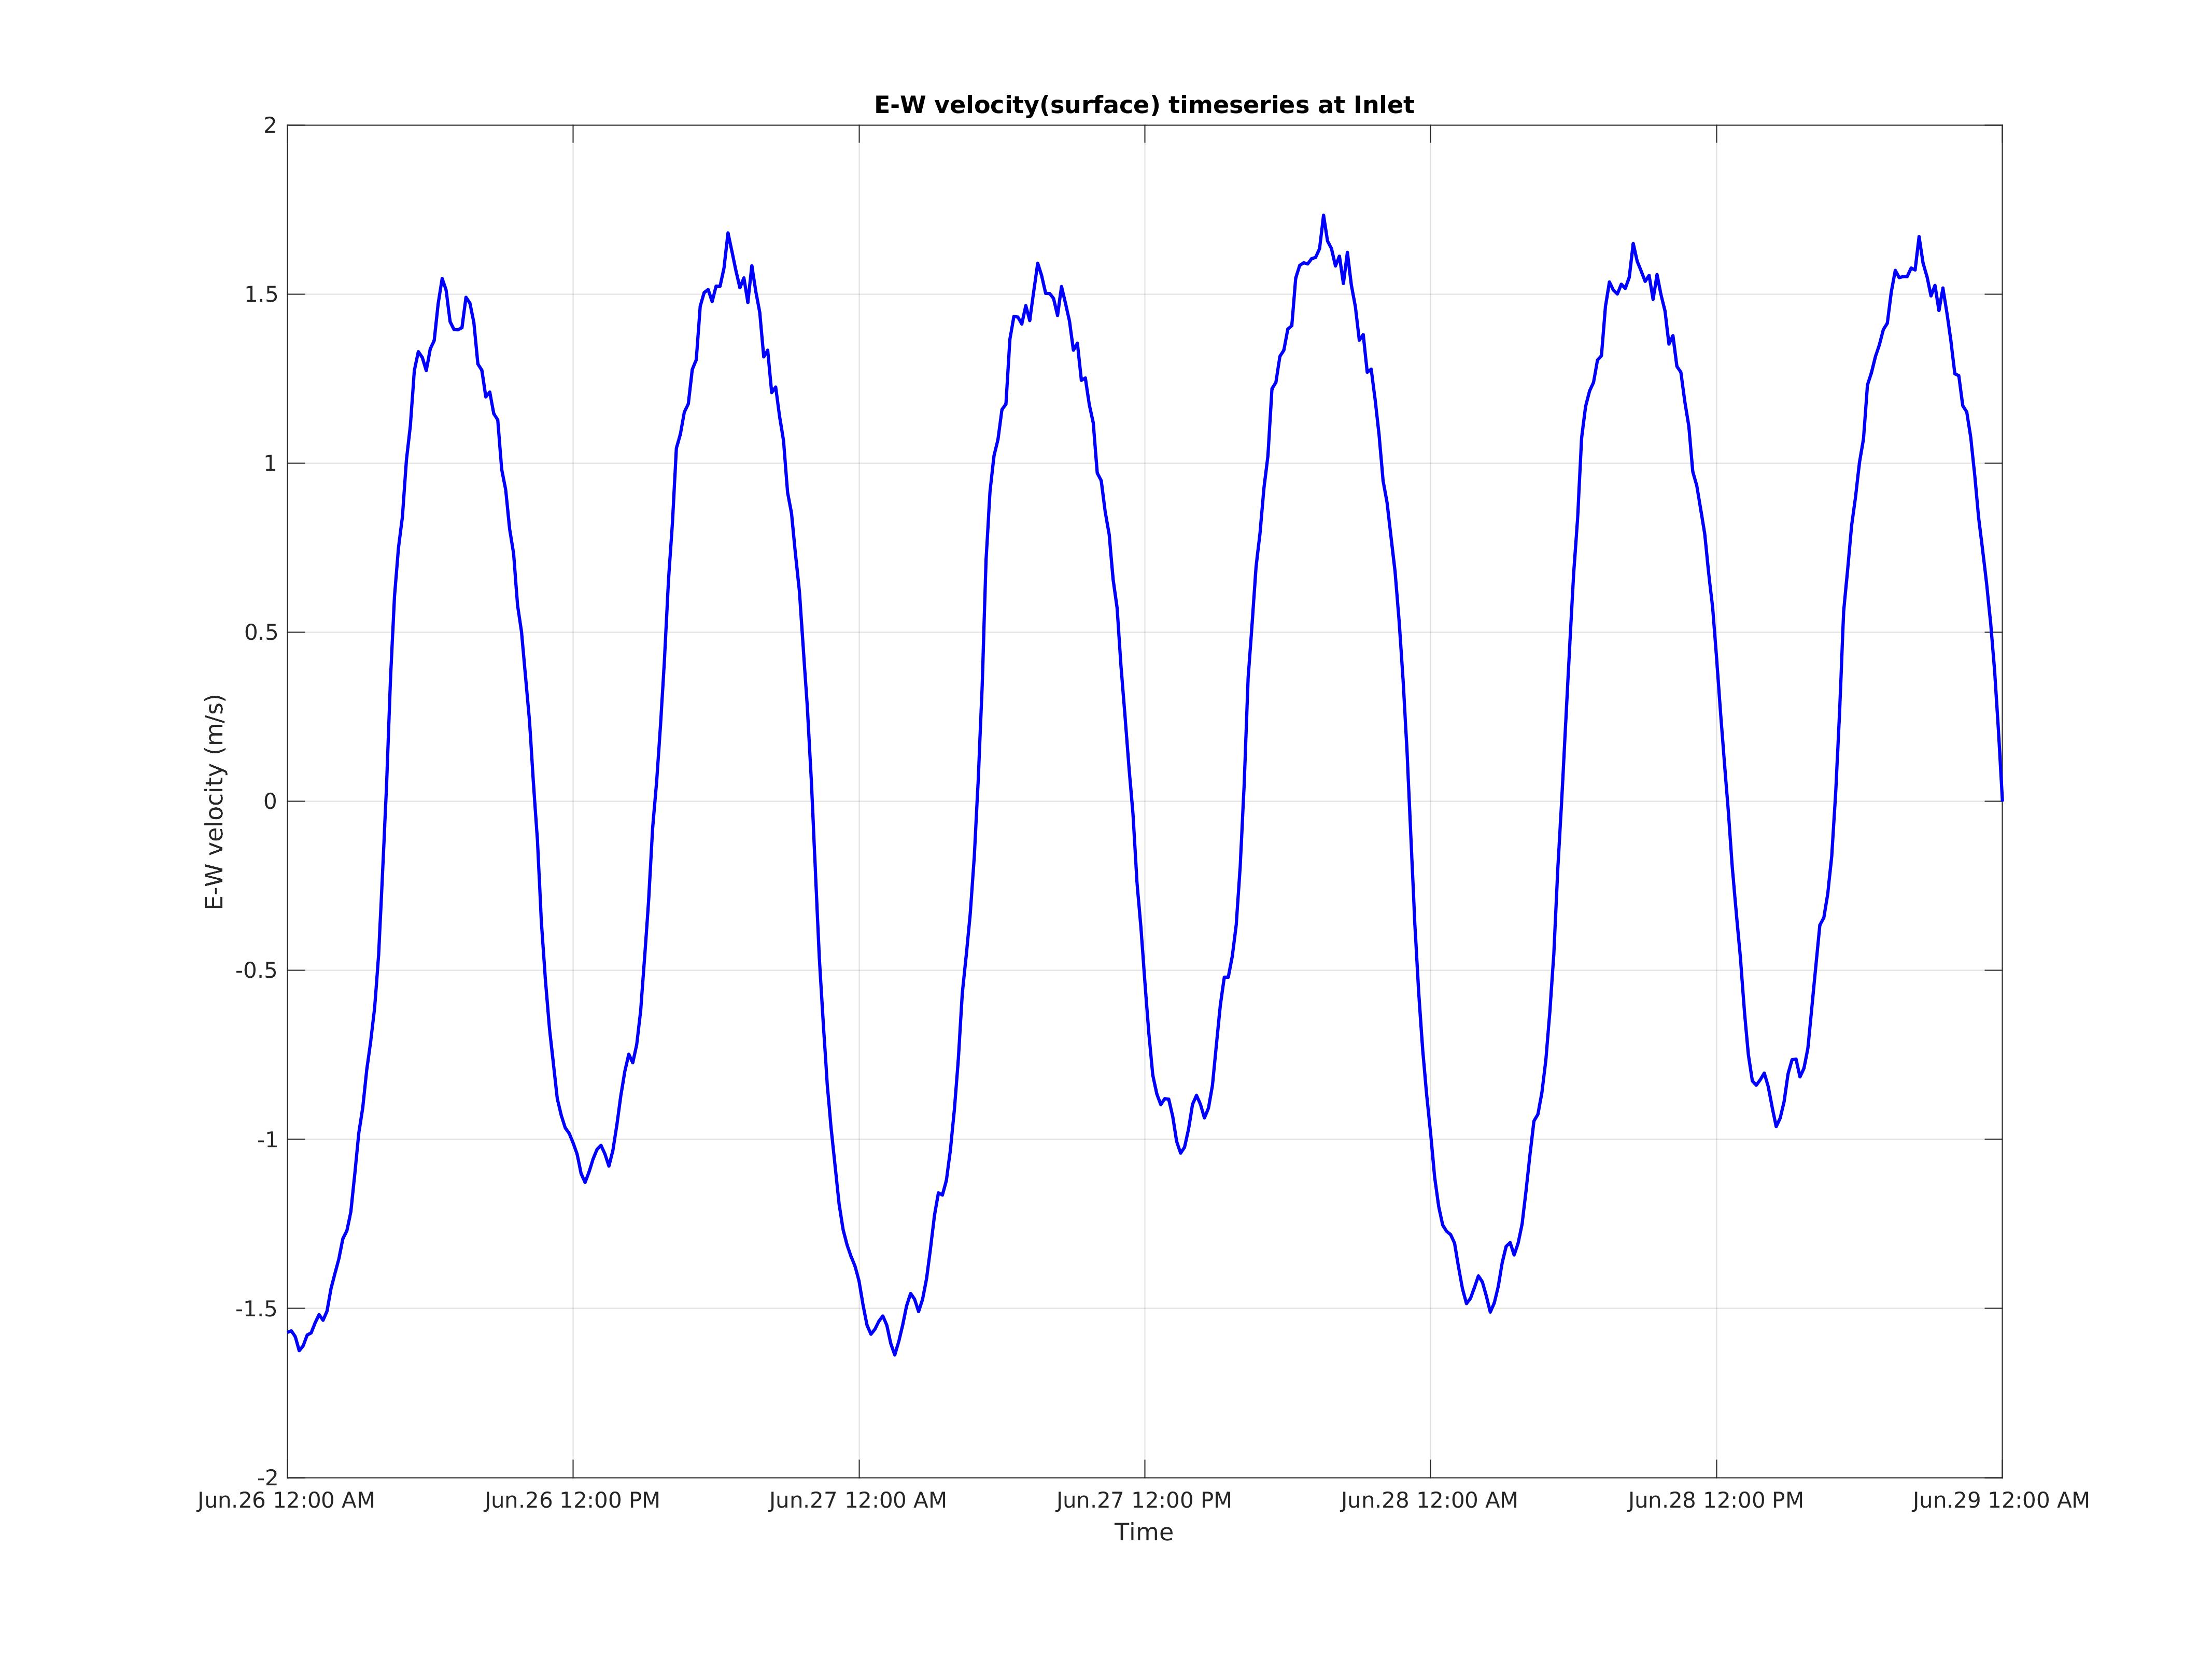 E-W velocity(surface) timeseries at Inlet
2
1.5
1
0.5
0
-0.5
-1
-1.5
-2
E-W velocity (m/s)
Jun.26 12:00 AM
Jun.26 12:00 PM
Jun.27 12:00 AM
Jun.27 12:00 PM
Jun.28 12:00 AM
Jun.28 12:00 PM
Jun.29 12:00 AM
Time